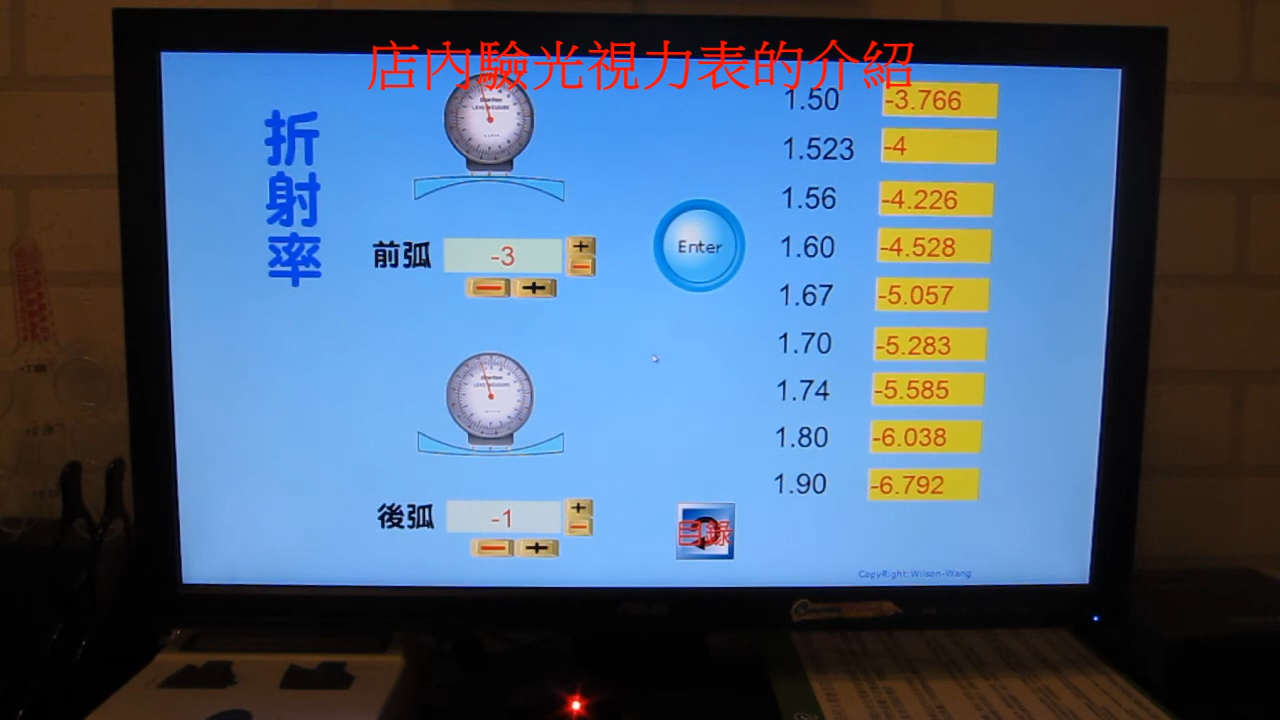 店內驗光視力表的介紹
折射率
前弧
-3
+
−
− +
後弧
-1
+
−
− +
Enter
目錄
1.50 -3.766
1.523 -4
1.56 -4.226
1.60 -4.528
1.67 -5.057
1.70 -5.283
1.74 -5.585
1.80 -6.038
1.90 -6.792
CopyRight:Wilson-Wang